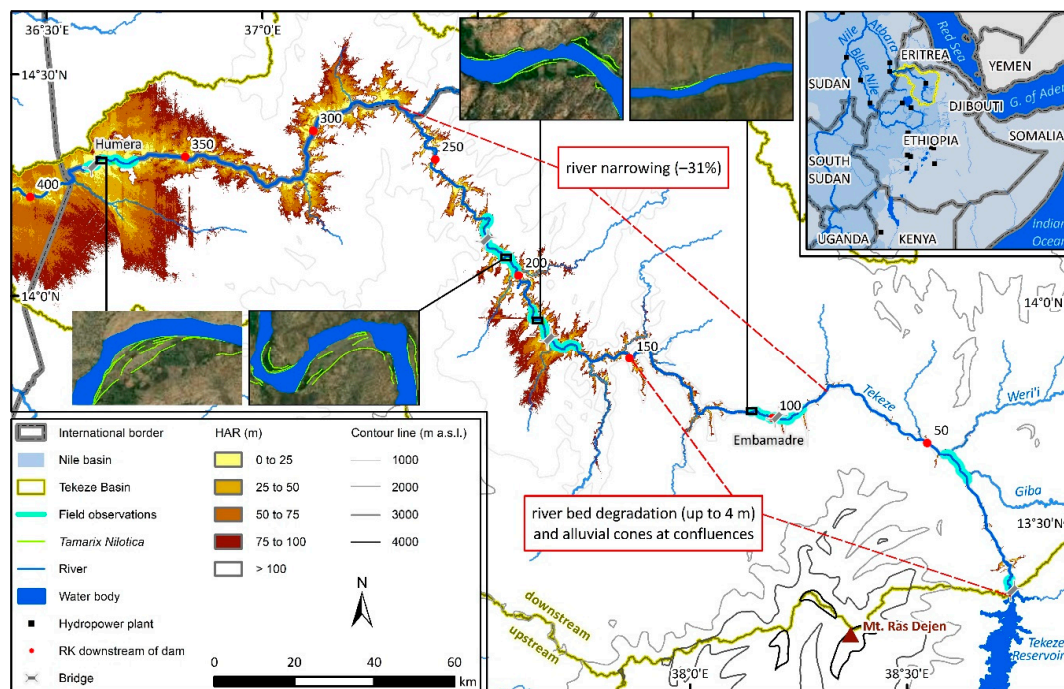 36°30'E
37°0'E
14°30'N
14°0'N
Humera
400
350
300
250
200
150
100
50
Embamadre
river narrowing (–31%)
river bed degradation (up to 4 m)
and alluvial cones at confluences
Tekeze
Weri'i
Giba
14°0'N
13°30'N
38°0'E
38°30'E
downstream
upstream
Mt. Ras Dejen
Tekeze
Reservoir
Nile
Atbara
Blue Nile
Red Sea
ERITREA
YEMEN
SUDAN
DJIBOUTI
G. of Aden
ETHIOPIA
SOMALIA
SOUTH
SUDAN
UGANDA
KENYA
Indian
Ocean
International border
Nile basin
Tekeze Basin
Field observations
Tamarix Nilotica
River
Water body
Hydropower plant
RK downstream of dam
Bridge
HAR (m)
0 to 25
25 to 50
50 to 75
75 to 100
> 100
Contour line (m a.s.l.)
1000
2000
3000
4000
N
0 20 40 60
km